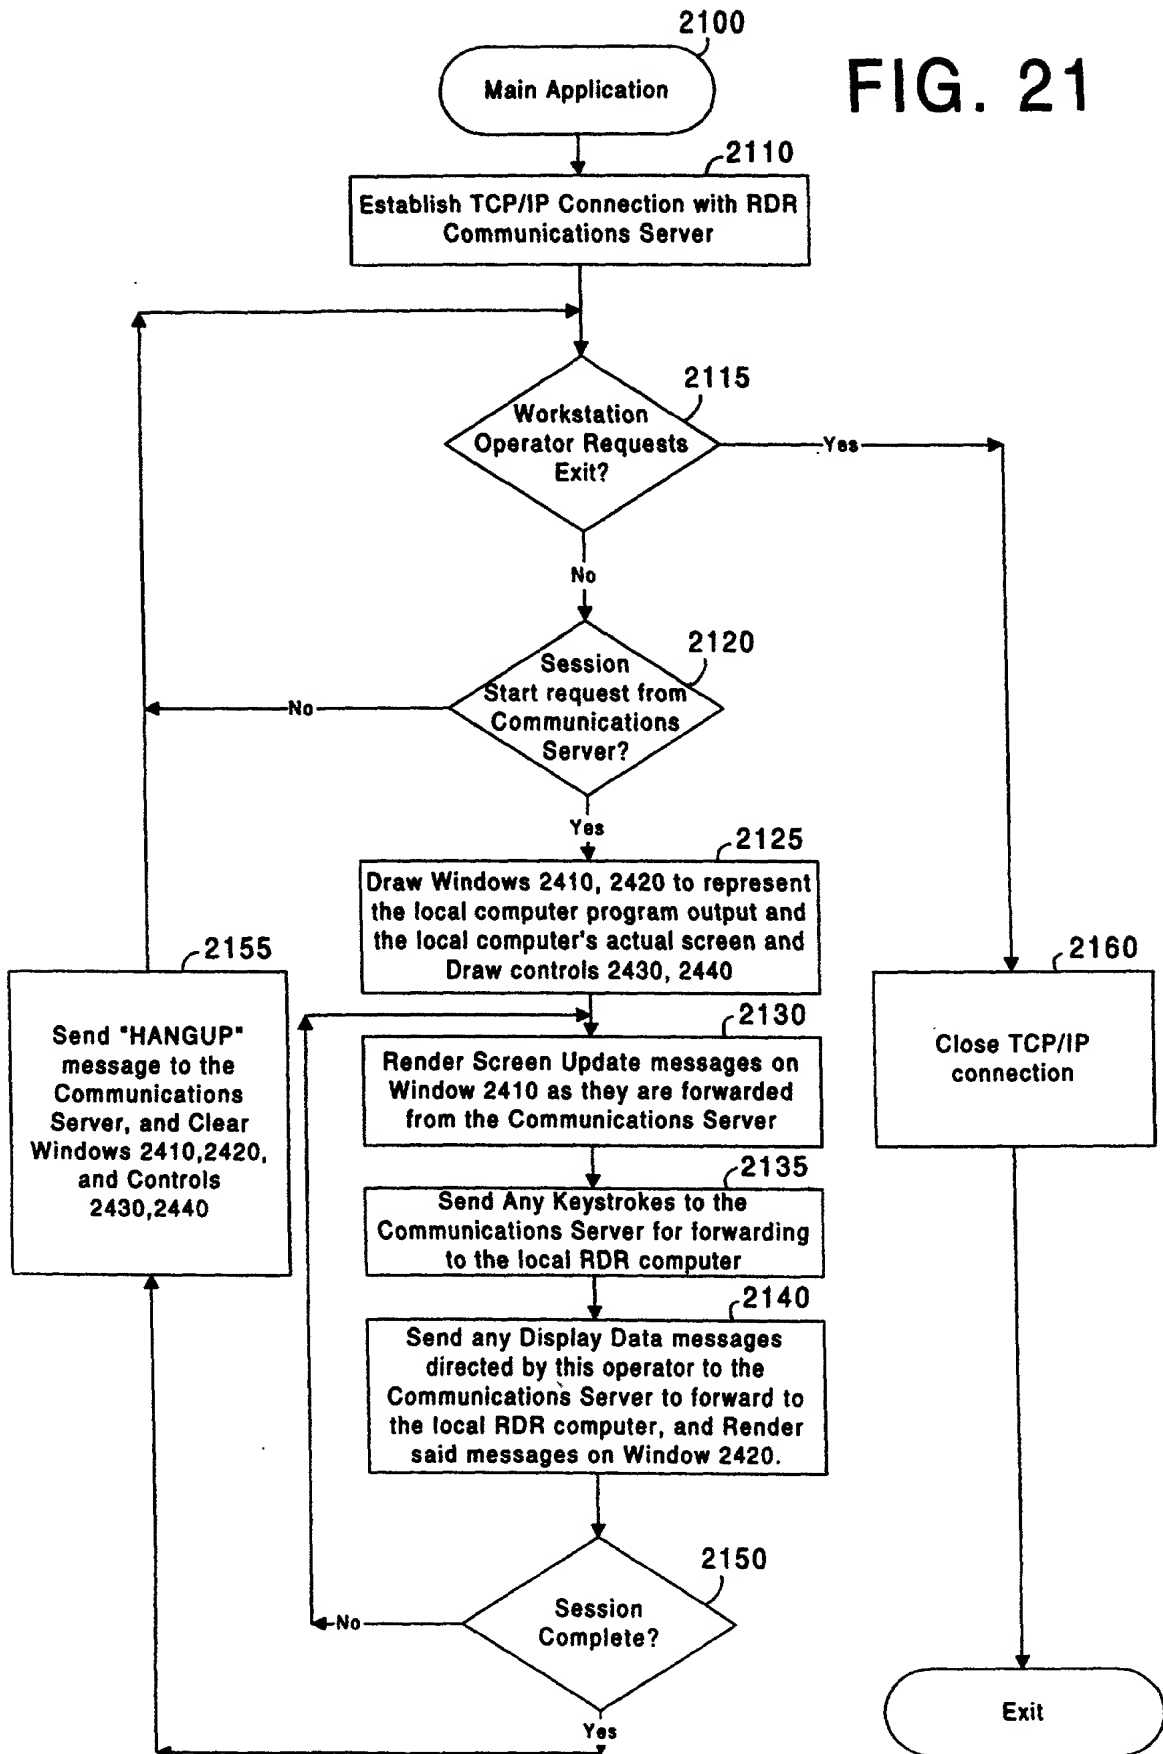 2100
FIG. 21
Main Application
2110
Establish TCP/IP Connection with RDR
Communications Server
2115
Workstation
Operator Requests
Exit?
Yes
No
2120
Session
Start request from
Communications
Server?
No
Yes
2125
Draw Windows 2410, 2420 to represent
the local computer program output and
the local computer's actual screen and
Draw controls 2430, 2440
2155
Send "HANGUP"
message to the
Communications
Server, and Clear
Windows 2410,2420,
and Controls
2430,2440
2160
Close TCP/IP
connection
2130
Render Screen Update messages on
Window 2410 as they are forwarded
from the Communications Server
2135
Send Any Keystrokes to the
Communications Server for forwarding
to the local RDR computer
2140
Send any Display Data messages
directed by this operator to the
Communications Server to forward to
the local RDR computer, and Render
said messages on Window 2420.
2150
Session
Complete?
No
Yes
Exit